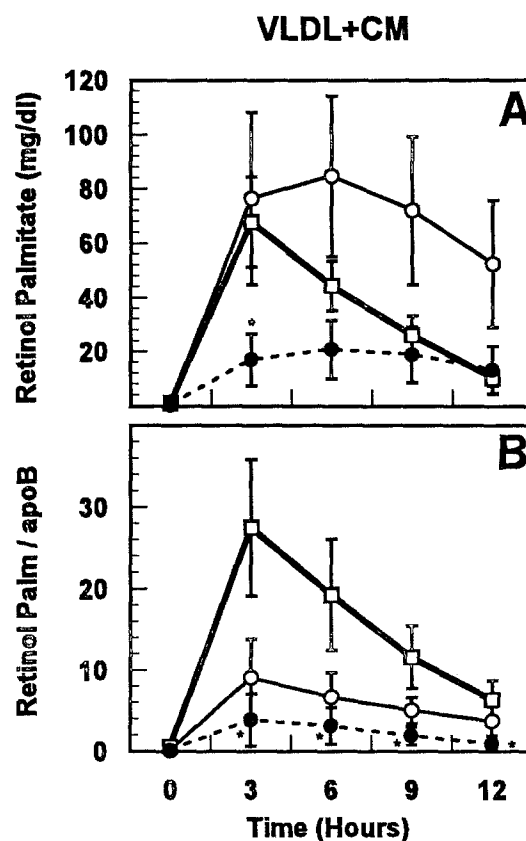 VLDL+CM
A
Retinol Palmitate (mg/dl)
120
100
80
60
40
20
*
B
Retinol Palm / apoB
30
20
10
0
* * * *
0 3 6 9 12
Time (Hours)